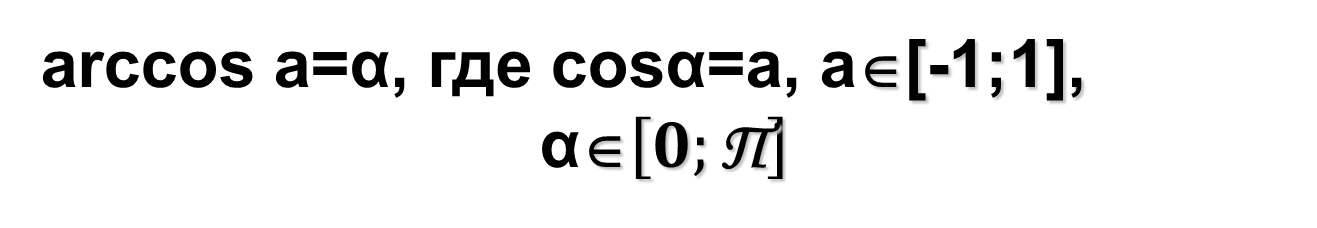 arccos a=α, где cosα=a, a∈[-1;1],
α∈[0; 𝜋]